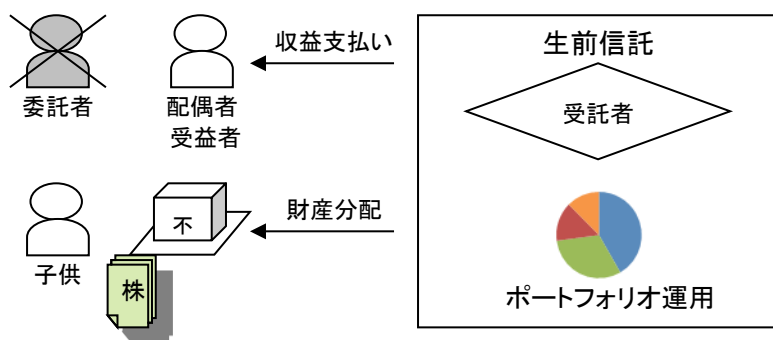 収益支払い
生前信託
委託者
配偶者
受益者
受託者
財産分配
不
子供
株
ポートフォリオ運用